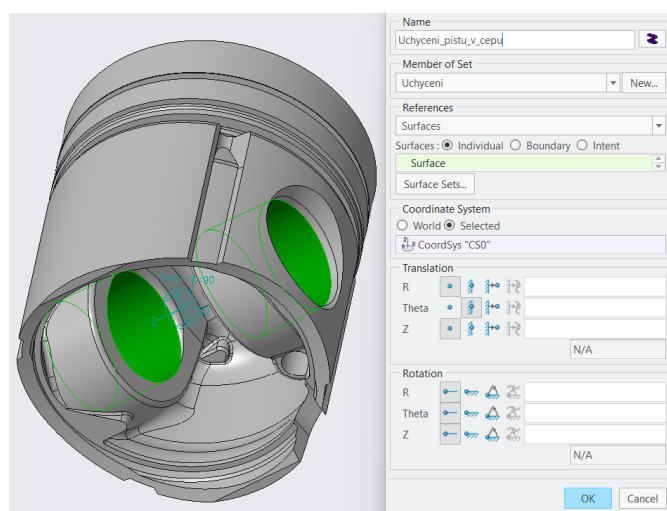 Name
Uchyceni_pistu_v_cepu
Member of Set
Uchyceni
New...
References
Surfaces
Surfaces : Individual Boundary Intent
Surface
Surface Sets...
Coordinate System
World Selected
CoordSys "CS0"
Translation
R
Theta
Z
N/A
Rotation
R
Theta
Z
N/A
OK Cancel